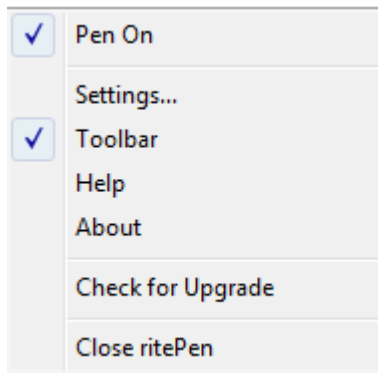 Pen On
Settings...
Toolbar
Help
About
Check for Upgrade
Close ritePen